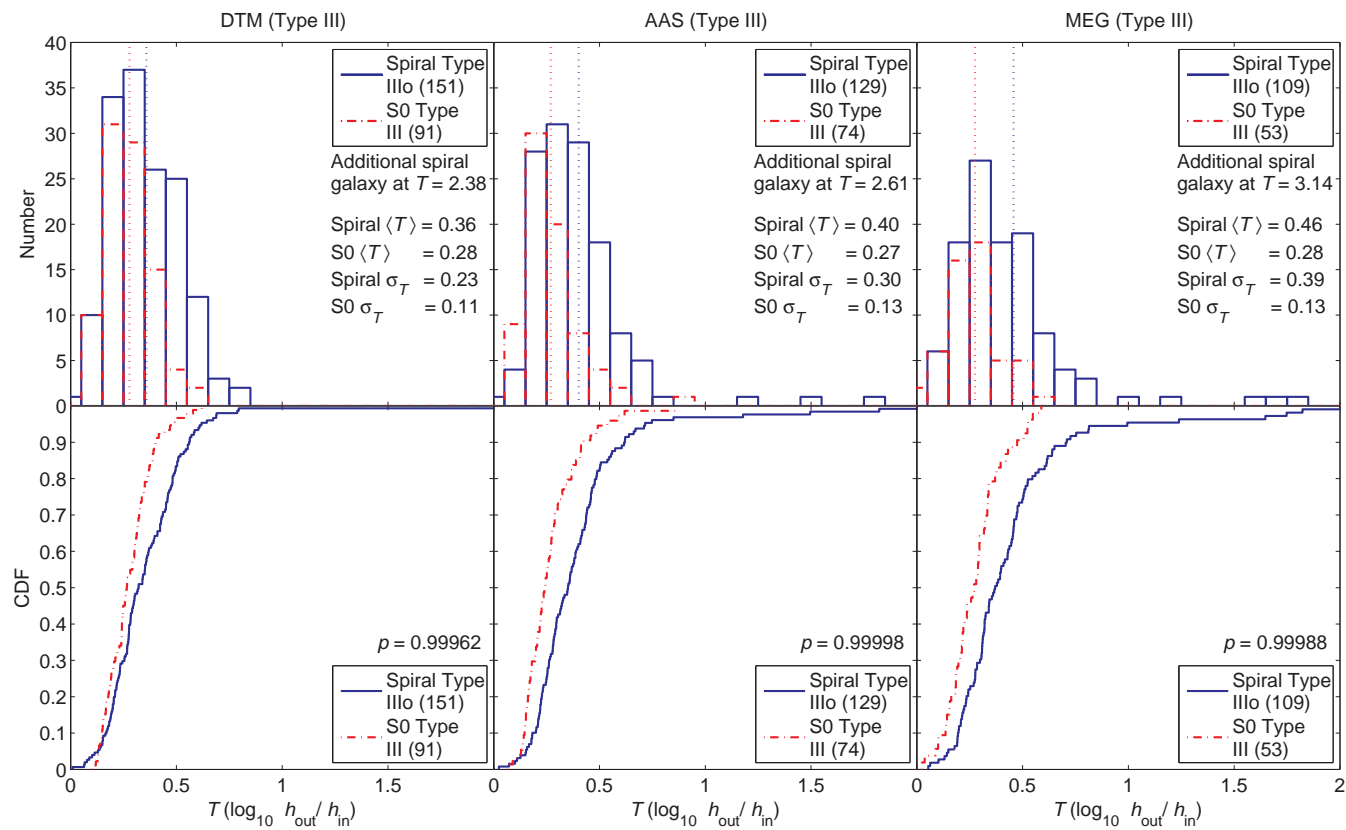 DTM (Type III)
AAS (Type III)
MEG (Type III)
Number
40
35
30
25
20
15
10
5
0
Spiral Type
IIIo (151)
S0 Type
III (91)
Additional spiral
galaxy at T = 2.38
Spiral ⟨T⟩ = 0.36
S0 ⟨T⟩ = 0.28
Spiral σT = 0.23
S0 σT = 0.11
Spiral Type
IIIo (129)
S0 Type
III (74)
Additional spiral
galaxy at T = 2.61
Spiral ⟨T⟩ = 0.40
S0 ⟨T⟩ = 0.27
Spiral σT = 0.30
S0 σT = 0.13
Spiral Type
IIIo (109)
S0 Type
III (53)
Additional spiral
galaxy at T = 3.14
Spiral ⟨T⟩ = 0.46
S0 ⟨T⟩ = 0.28
Spiral σT = 0.39
S0 σT = 0.13
CDF
0.9
0.8
0.7
0.6
0.5
0.4
0.3
0.2
0.1
0
p = 0.99962
Spiral Type
IIIo (151)
S0 Type
III (91)
p = 0.99998
Spiral Type
IIIo (129)
S0 Type
III (74)
p = 0.99988
Spiral Type
IIIo (109)
S0 Type
III (53)
0 0.5 1 1.5 0 0.5 1 1.5 0 0.5 1 1.5 2
T (log10 hout / hin)
T (log10 hout / hin)
T (log10 hout / hin)